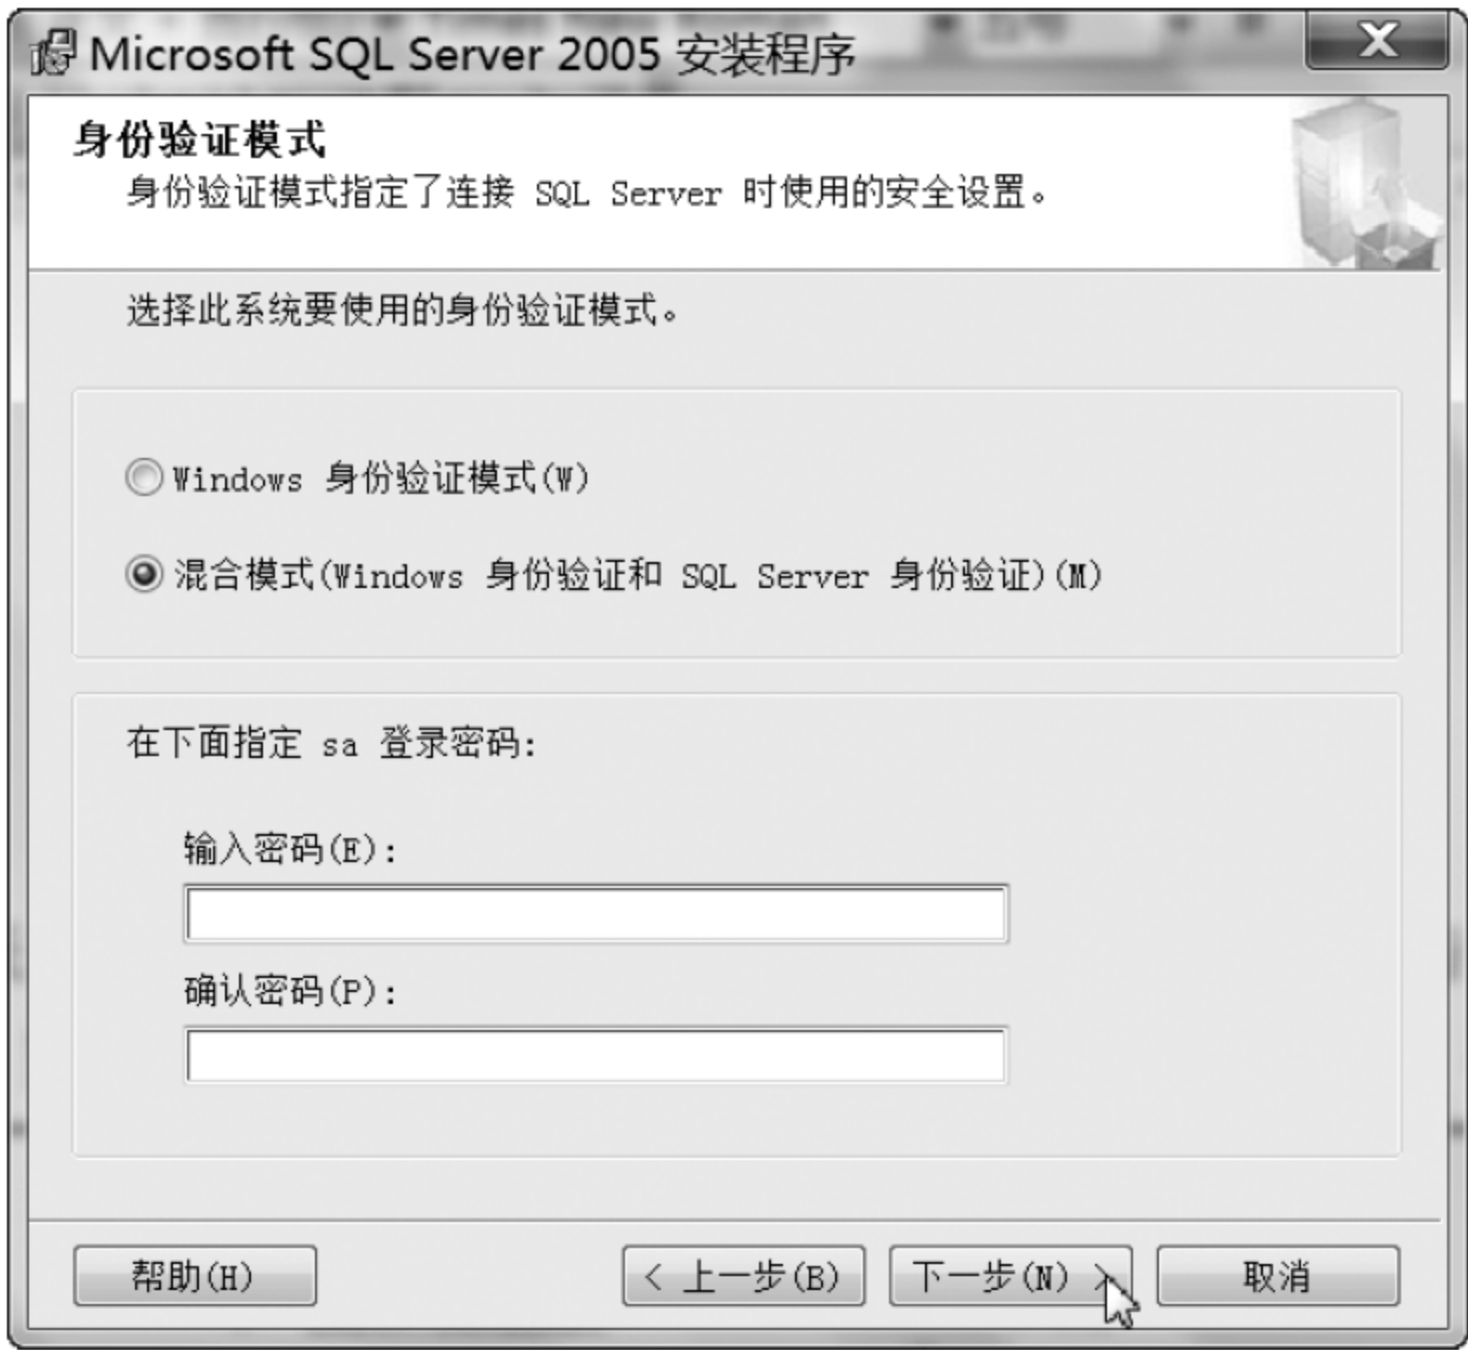 Microsoft SQL Server 2005 安装程序
身份验证模式
身份验证模式指定了连接 SQL Server 时使用的安全设置。
选择此系统要使用的身份验证模式。
Windows 身份验证模式(W)
混合模式(Windows 身份验证和 SQL Server 身份验证)(M)
在下面指定 sa 登录密码:
输入密码(E):
确认密码(P):
帮助(H)
< 上一步(B)
下一步(N) >
取消